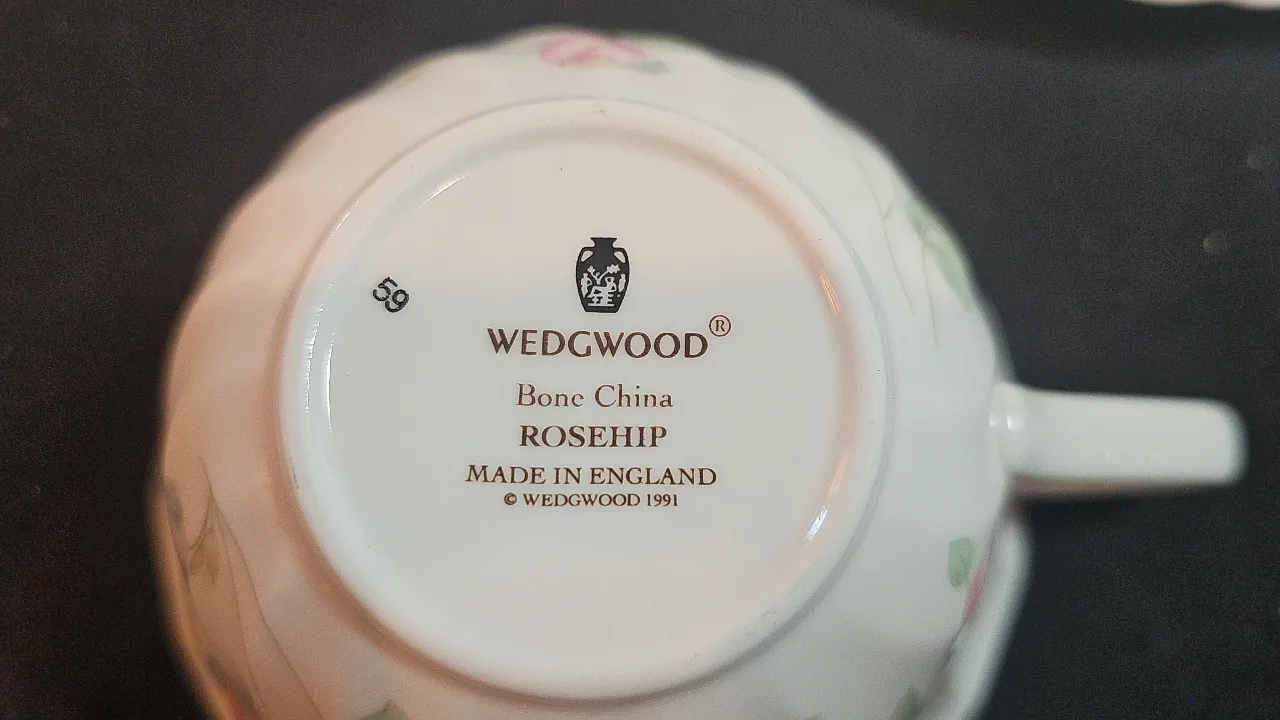 59
WEDGWOOD®
Bone China
ROSEHIP
MADE IN ENGLAND
© WEDGWOOD 1991